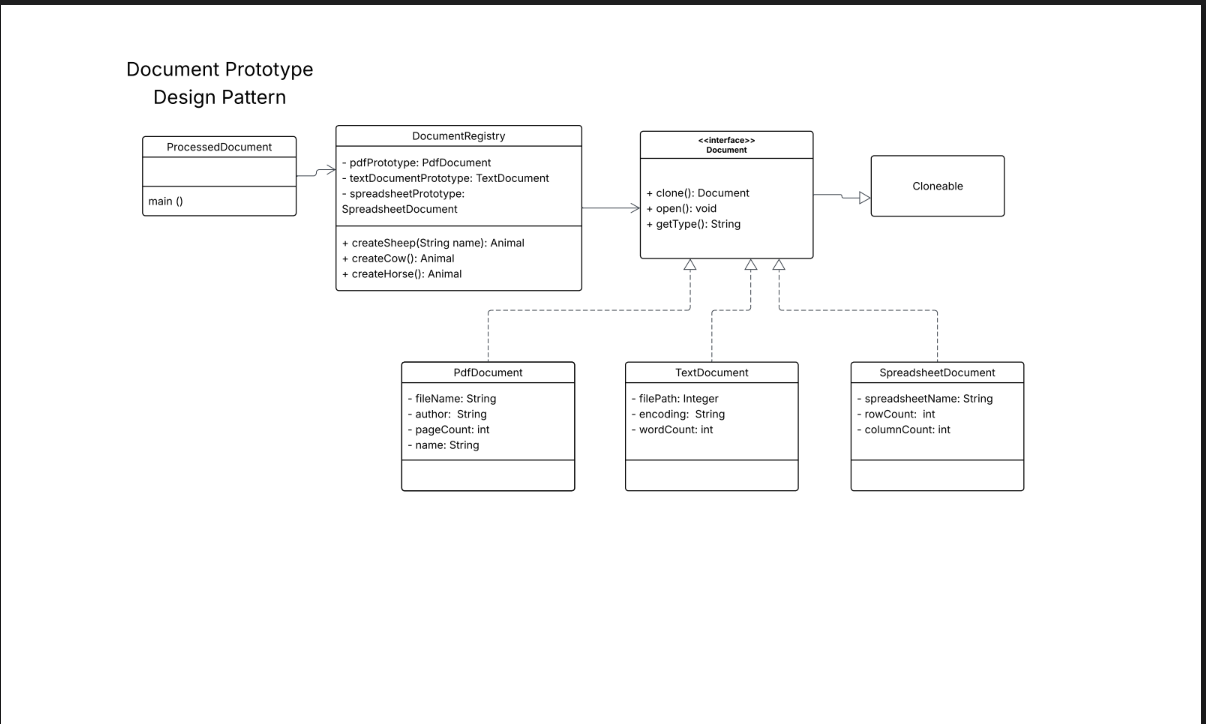 Document Prototype
Design Pattern
ProcessedDocument
main ()
DocumentRegistry
- pdfPrototype: PdfDocument
- textDocumentPrototype: TextDocument
- spreadsheetPrototype:
SpreadsheetDocument
+ createSheep(String name): Animal
+ createCow(): Animal
+ createHorse(): Animal
<<interface>>
Document
+ clone(): Document
+ open(): void
+ getType(): String
Cloneable
PdfDocument
- fileName: String
- author:  String
- pageCount: int
- name: String
TextDocument
- filePath: Integer
- encoding:  String
- wordCount: int
SpreadsheetDocument
- spreadsheetName: String
- rowCount:  int
- columnCount: int